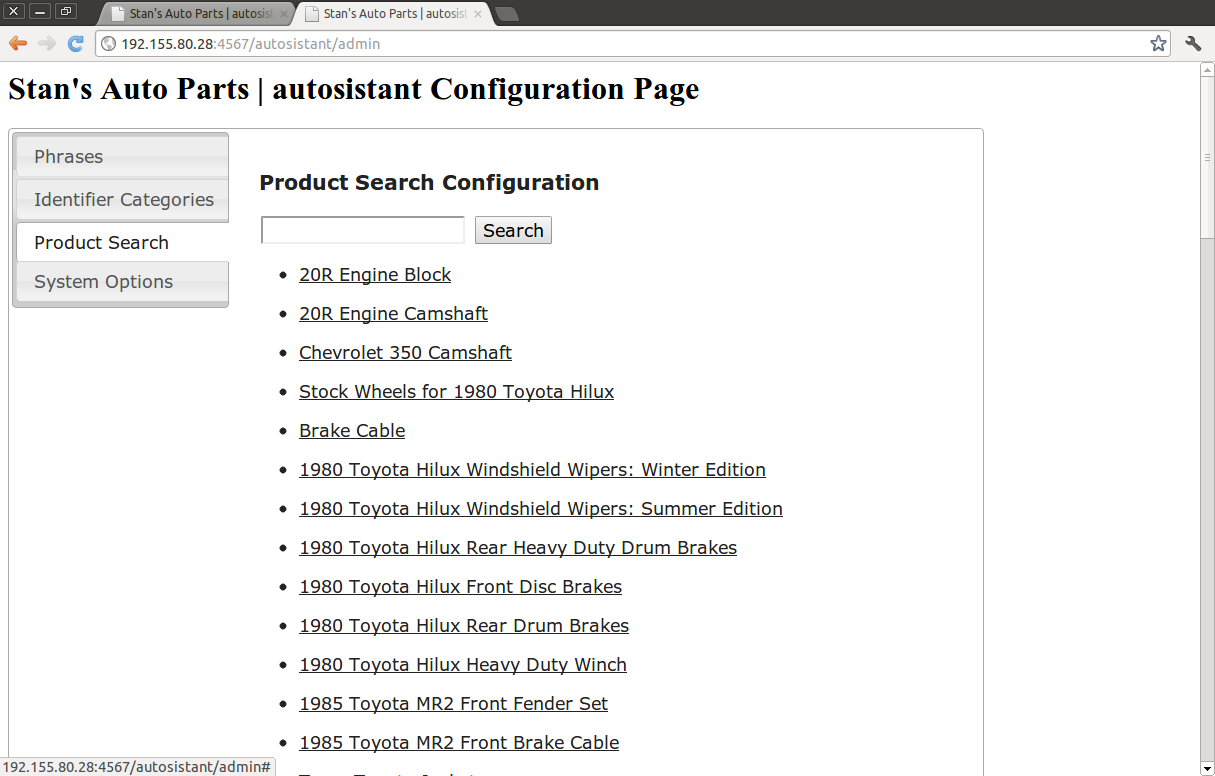 Stan's Auto Parts | autosist
Stan's Auto Parts | autosist
192.155.80.28:4567/autosistant/admin
Stan's Auto Parts | autosistant Configuration Page
Phrases
Identifier Categories
Product Search
System Options
Product Search Configuration
Search
20R Engine Block
20R Engine Camshaft
Chevrolet 350 Camshaft
Stock Wheels for 1980 Toyota Hilux
Brake Cable
1980 Toyota Hilux Windshield Wipers: Winter Edition
1980 Toyota Hilux Windshield Wipers: Summer Edition
1980 Toyota Hilux Rear Heavy Duty Drum Brakes
1980 Toyota Hilux Front Disc Brakes
1980 Toyota Hilux Rear Drum Brakes
1980 Toyota Hilux Heavy Duty Winch
1985 Toyota MR2 Front Fender Set
1985 Toyota MR2 Front Brake Cable
192.155.80.28:4567/autosistant/admin#